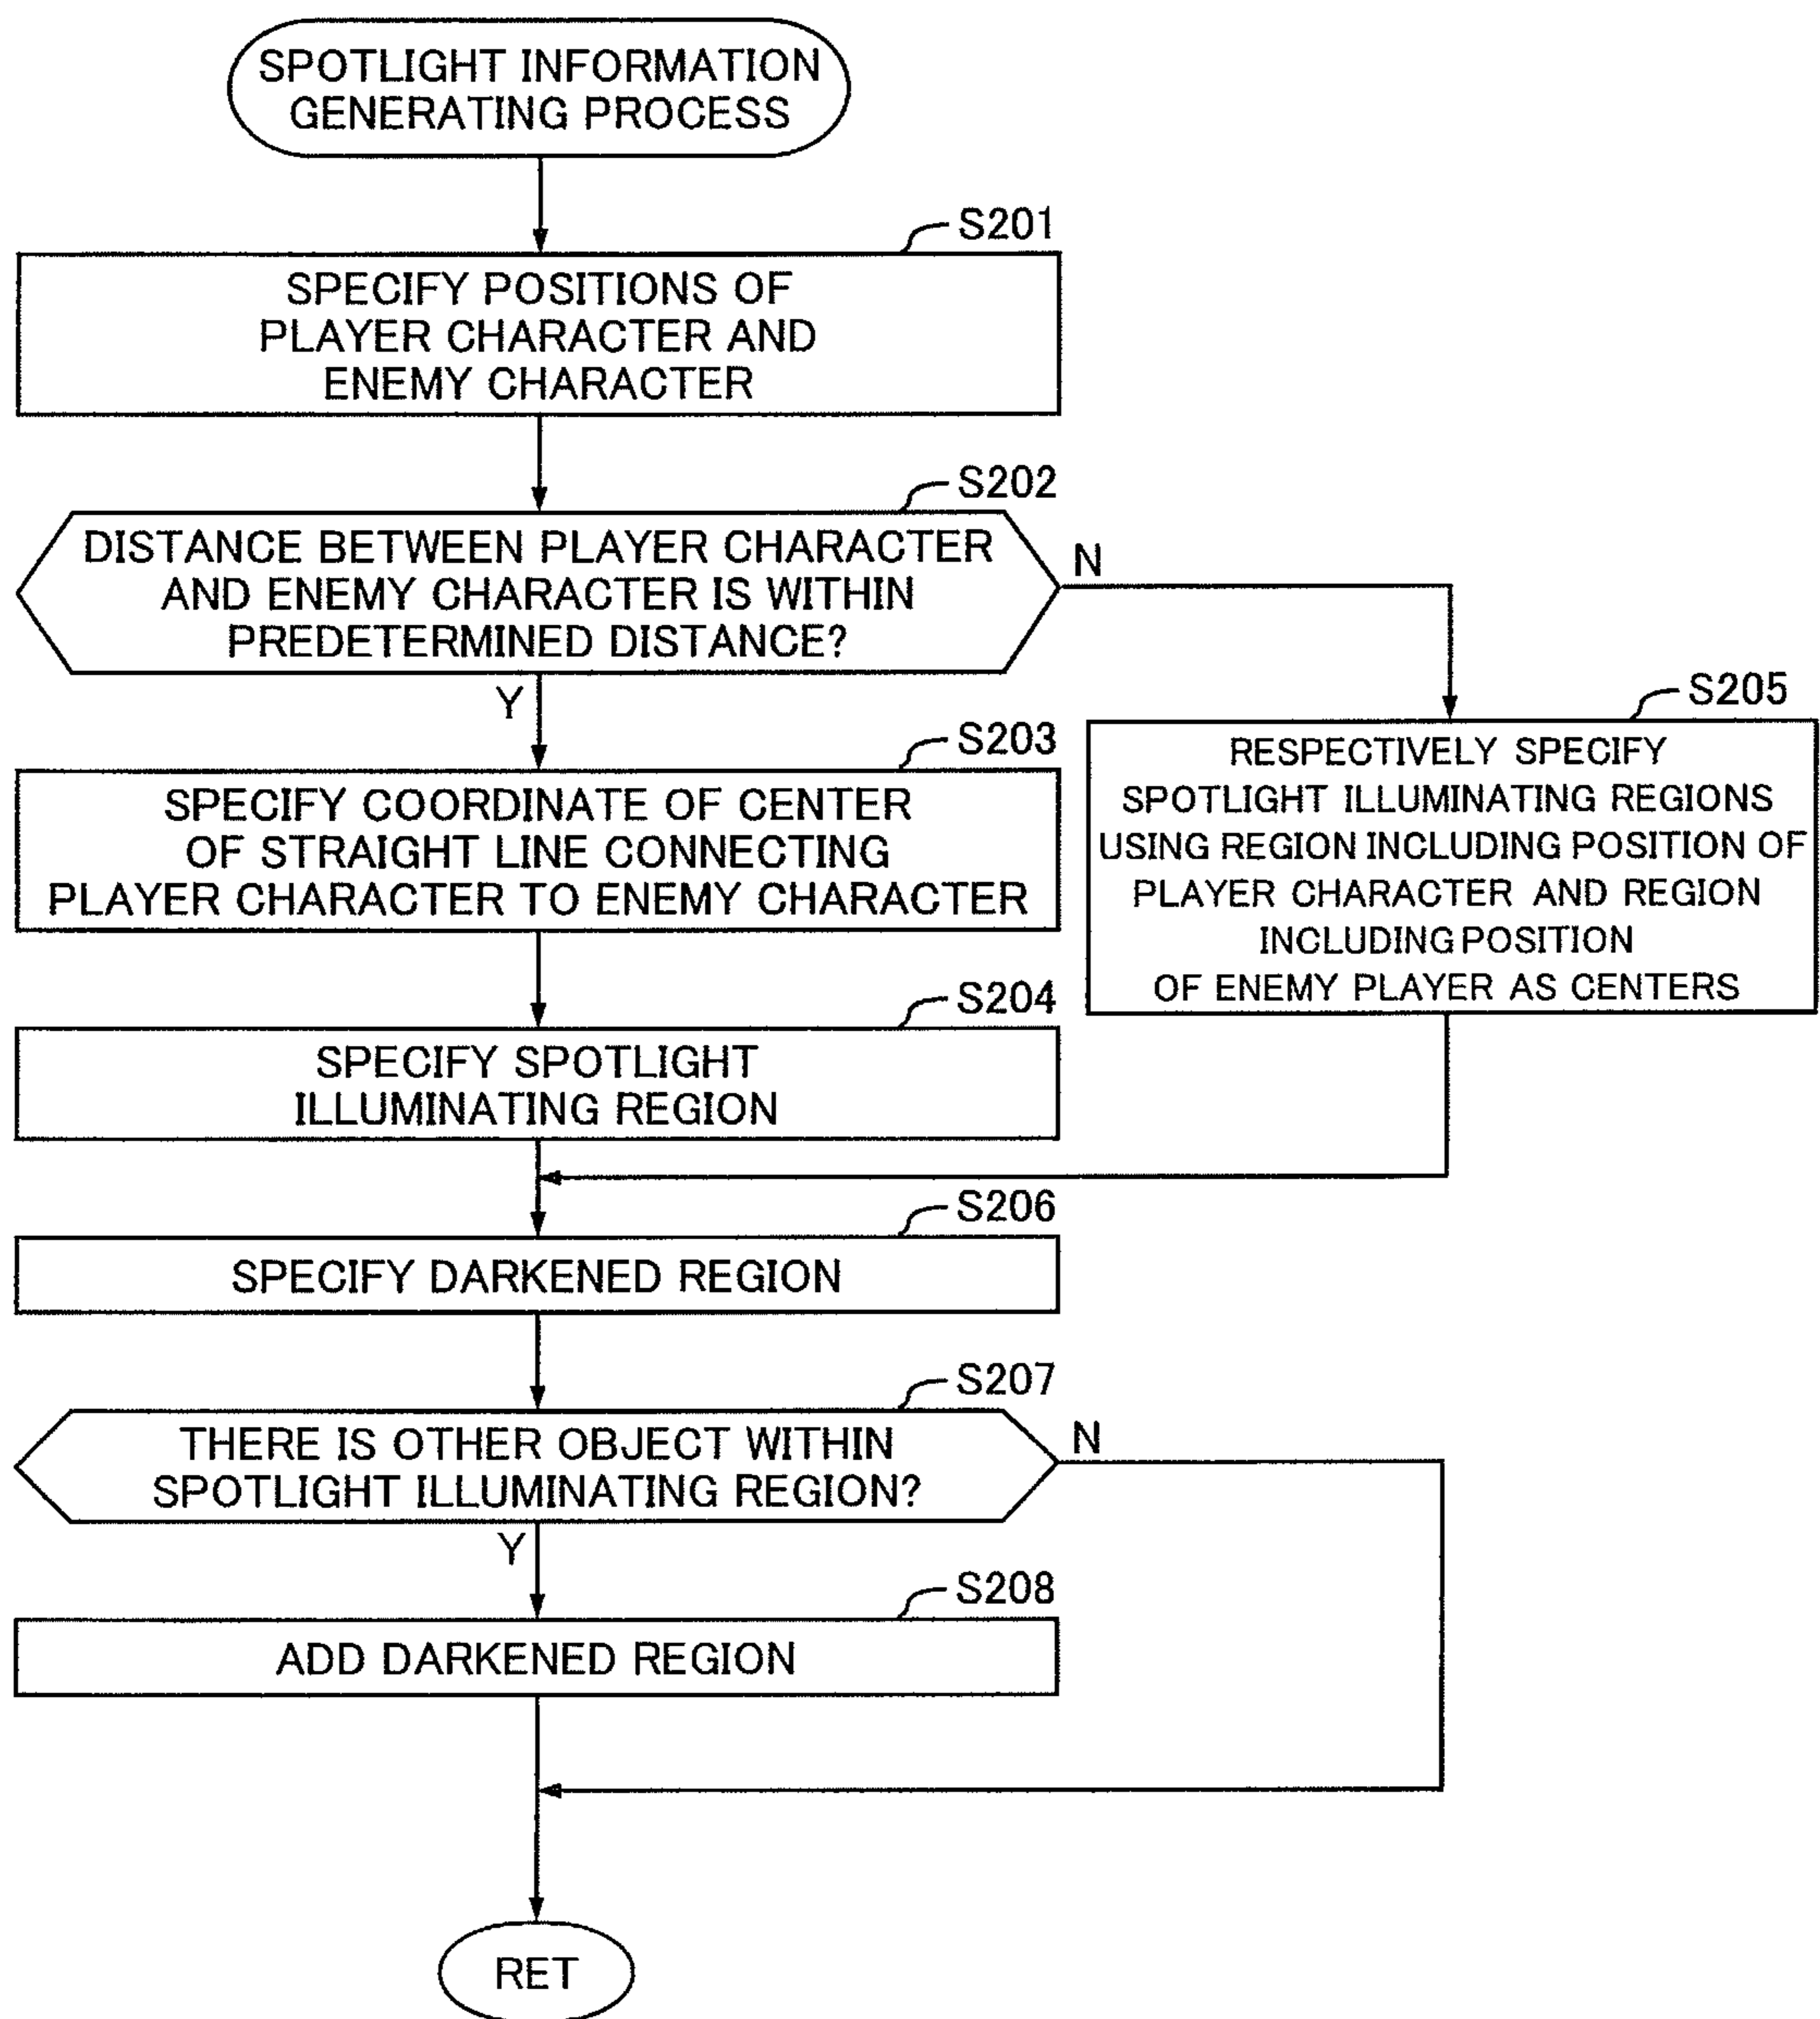 SPOTLIGHT INFORMATION
GENERATING PROCESS
S201
SPECIFY POSITIONS OF
PLAYER CHARACTER AND
ENEMY CHARACTER
S202
DISTANCE BETWEEN PLAYER CHARACTER
AND ENEMY CHARACTER IS WITHIN
PREDETERMINED DISTANCE?
N
Y
S203
SPECIFY COORDINATE OF CENTER
OF STRAIGHT LINE CONNECTING
PLAYER CHARACTER TO ENEMY CHARACTER
S205
RESPECTIVELY SPECIFY
SPOTLIGHT ILLUMINATING REGIONS
USING REGION INCLUDING POSITION OF
PLAYER CHARACTER AND REGION
INCLUDING POSITION
OF ENEMY PLAYER AS CENTERS
S204
SPECIFY SPOTLIGHT
ILLUMINATING REGION
S206
SPECIFY DARKENED REGION
S207
THERE IS OTHER OBJECT WITHIN
SPOTLIGHT ILLUMINATING REGION?
N
Y
S208
ADD DARKENED REGION
RET